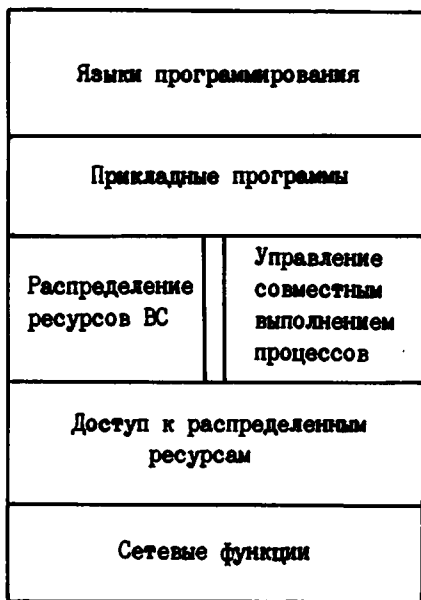 Языки программирования
Прикладные программы
Распределение
ресурсов ВС
Управление
совместным
выполнением
процессов
Доступ к распределенным
ресурсам
Сетевые функции